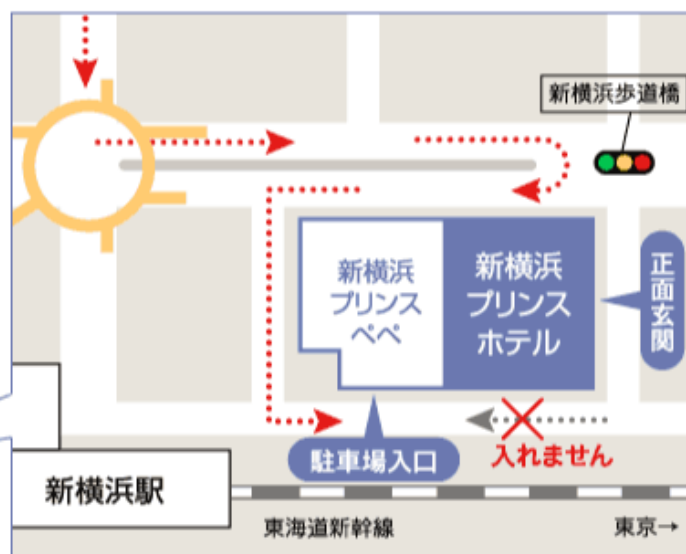 新横浜歩道橋
新横浜
プリンス
ペペ
新横浜
プリンス
ホテル
正面玄関
駐車場入口
入れません
新横浜駅
東海道新幹線
東京→